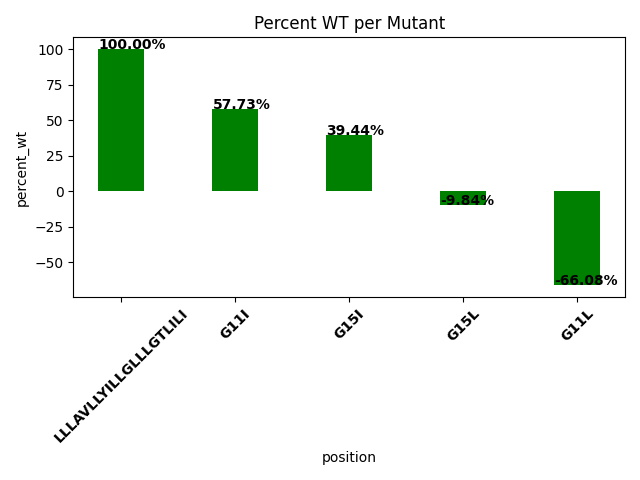 Percent WT per Mutant
percent_wt
100
75
50
25
0
−25
−50
100.00%
57.73%
39.44%
-9.84%
-66.08%
LLLAVLLYILLGLLLGTLILI
G11I
G15I
G15L
G11L
position